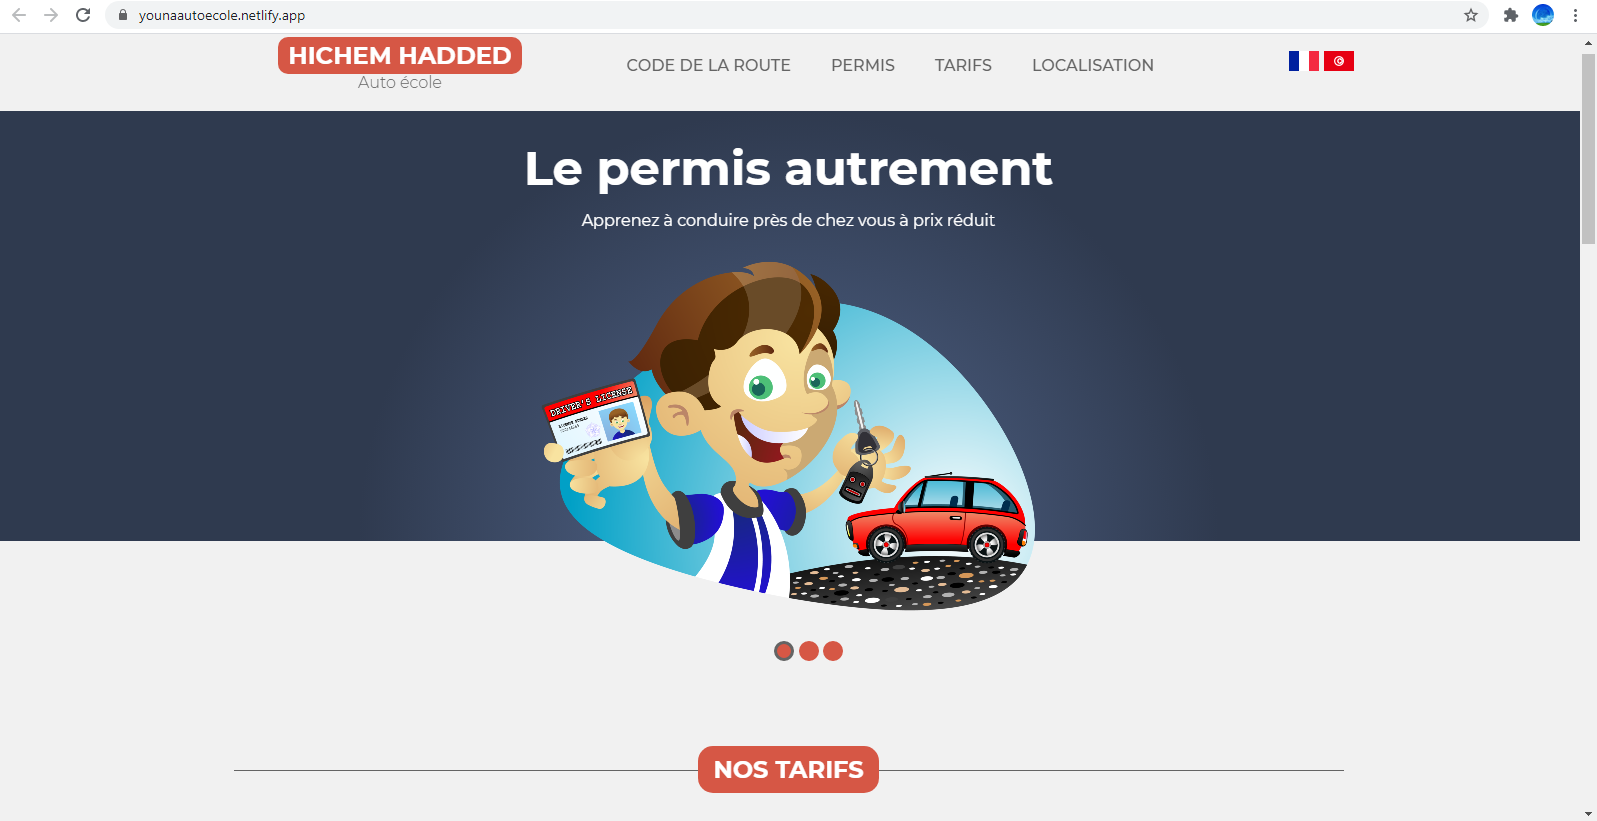 younaautoecole.netlify.app
HICHEM HADDED
Auto école
CODE DE LA ROUTE PERMIS TARIFS LOCALISATION
Le permis autrement
Apprenez à conduire près de chez vous à prix réduit
DRIVER'S LICENSE
NOS TARIFS